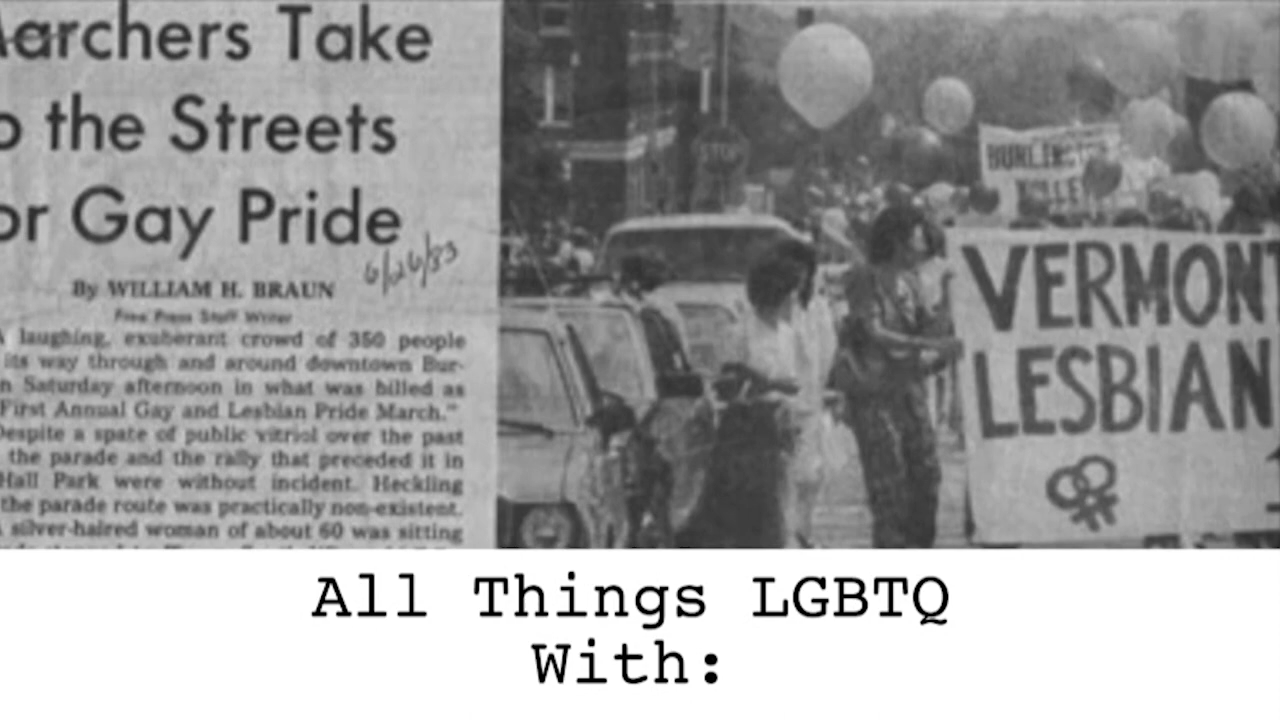 archers Take
o the Streets
or Gay Pride
6/26/83
By WILLIAM H. BRAUN
Free Press Staff Writer
A laughing, exuberant crowd of 350 people
its way through and around downtown Bur-
n Saturday afternoon in what was billed as
First Annual Gay and Lesbian Pride March."
Despite a spate of public vitriol over the past
the parade and the rally that preceded it in
Hall Park were without incident. Heckling
the parade route was practically non-existent.
A silver-haired woman of about 60 was sitting
STOP
BURLINGTON
VERMONT
LESBIAN
All Things LGBTQ
With: